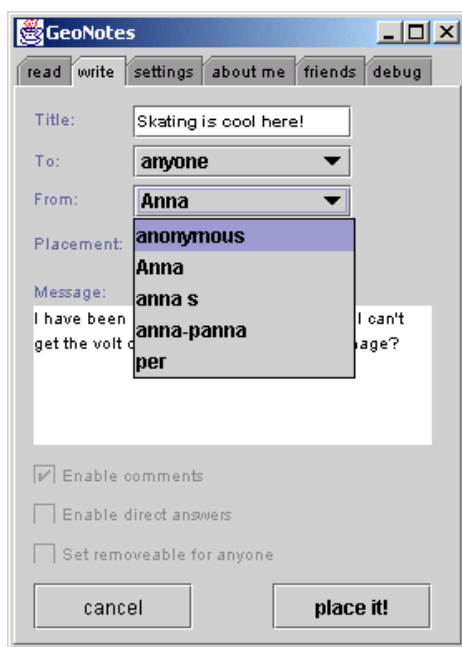 GeoNotes
read write settings about me friends debug
Title: Skating is cool here!
To: anyone
From: Anna
anonymous
Placement:
Anna
Message:
anna s
I have been I can't
anna-panna
get the volt age?
per
Enable comments
Enable direct answers
Set removeable for anyone
cancel place it!